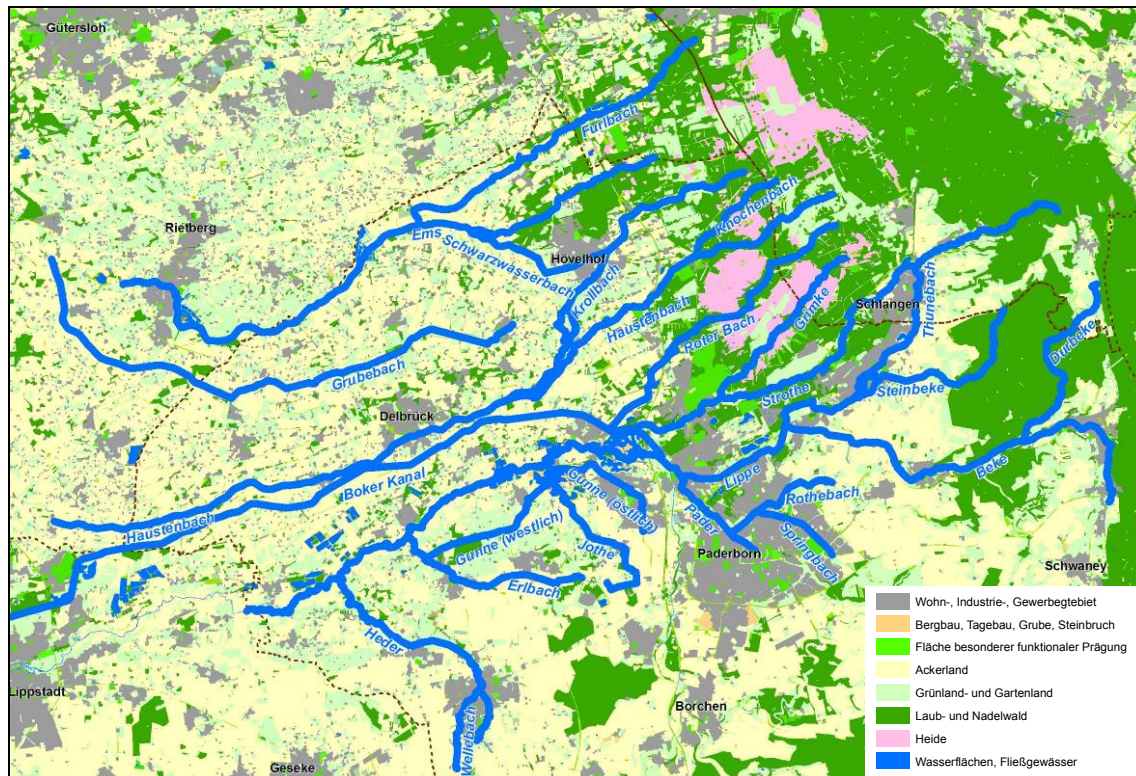 Gütersloh
Furlbach
Rietberg
Ems
Schwarzwasserbach
Hövelhof
Knochenbach
Krollbach
Haustenbach
Roter Bach
Grimke
Schlangen
Thunebach
Durbeke
Grubebach
Strothe
Steinbeke
Delbrück
Boker Kanal
Lippe
Beke
Gunne (östlich)
Rothebach
Haustenbach
Gunne (westlich)
Jothe
Pader
Springbach
Paderborn
Erlbach
Schwaney
Heder
Lippstadt
Borchen
Wellebach
Geseke
Wohn-, Industrie-, Gewerbegtebiet
Bergbau, Tagebau, Grube, Steinbruch
Fläche besonderer funktionaler Prägung
Ackerland
Grünland- und Gartenland
Laub- und Nadelwald
Heide
Wasserflächen, Fließgewässer